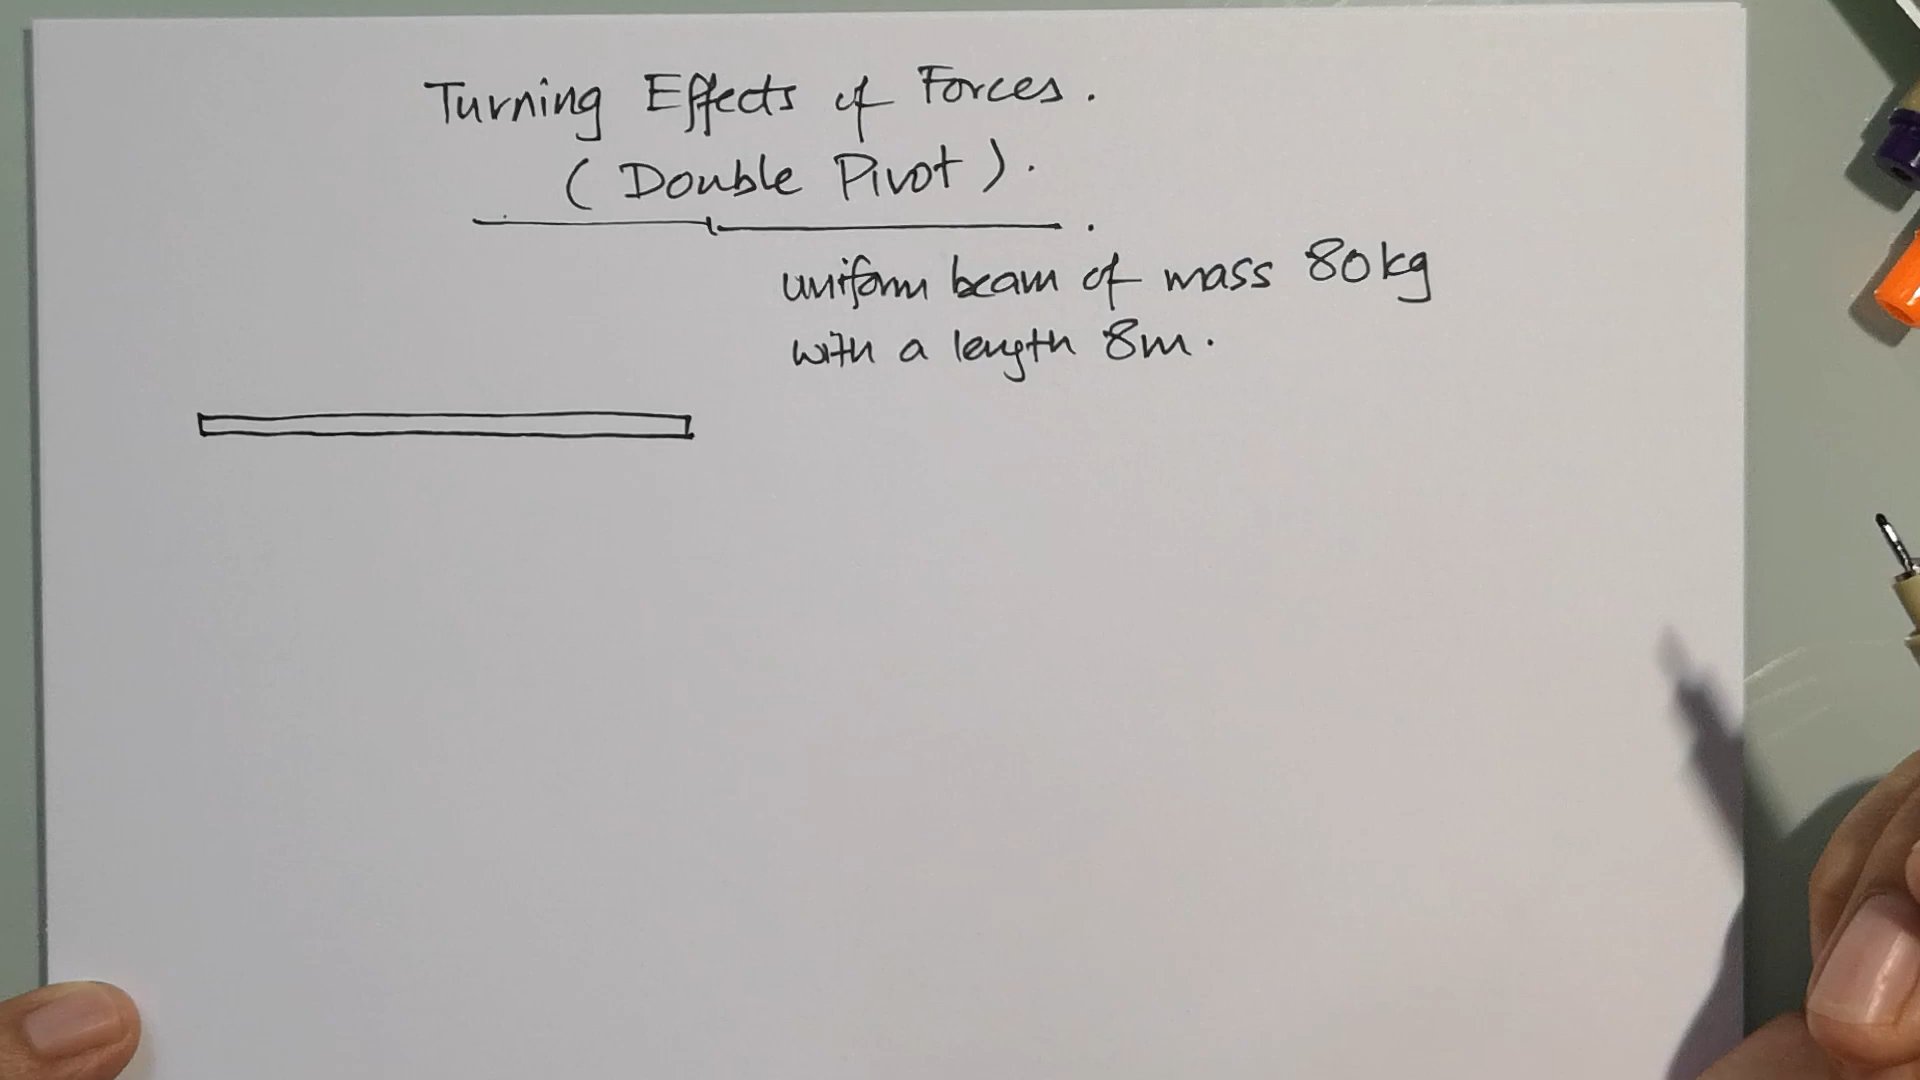 Turning Effects of Forces.
(Double Pivot).
uniform beam of mass 80kg
with a length 8m.